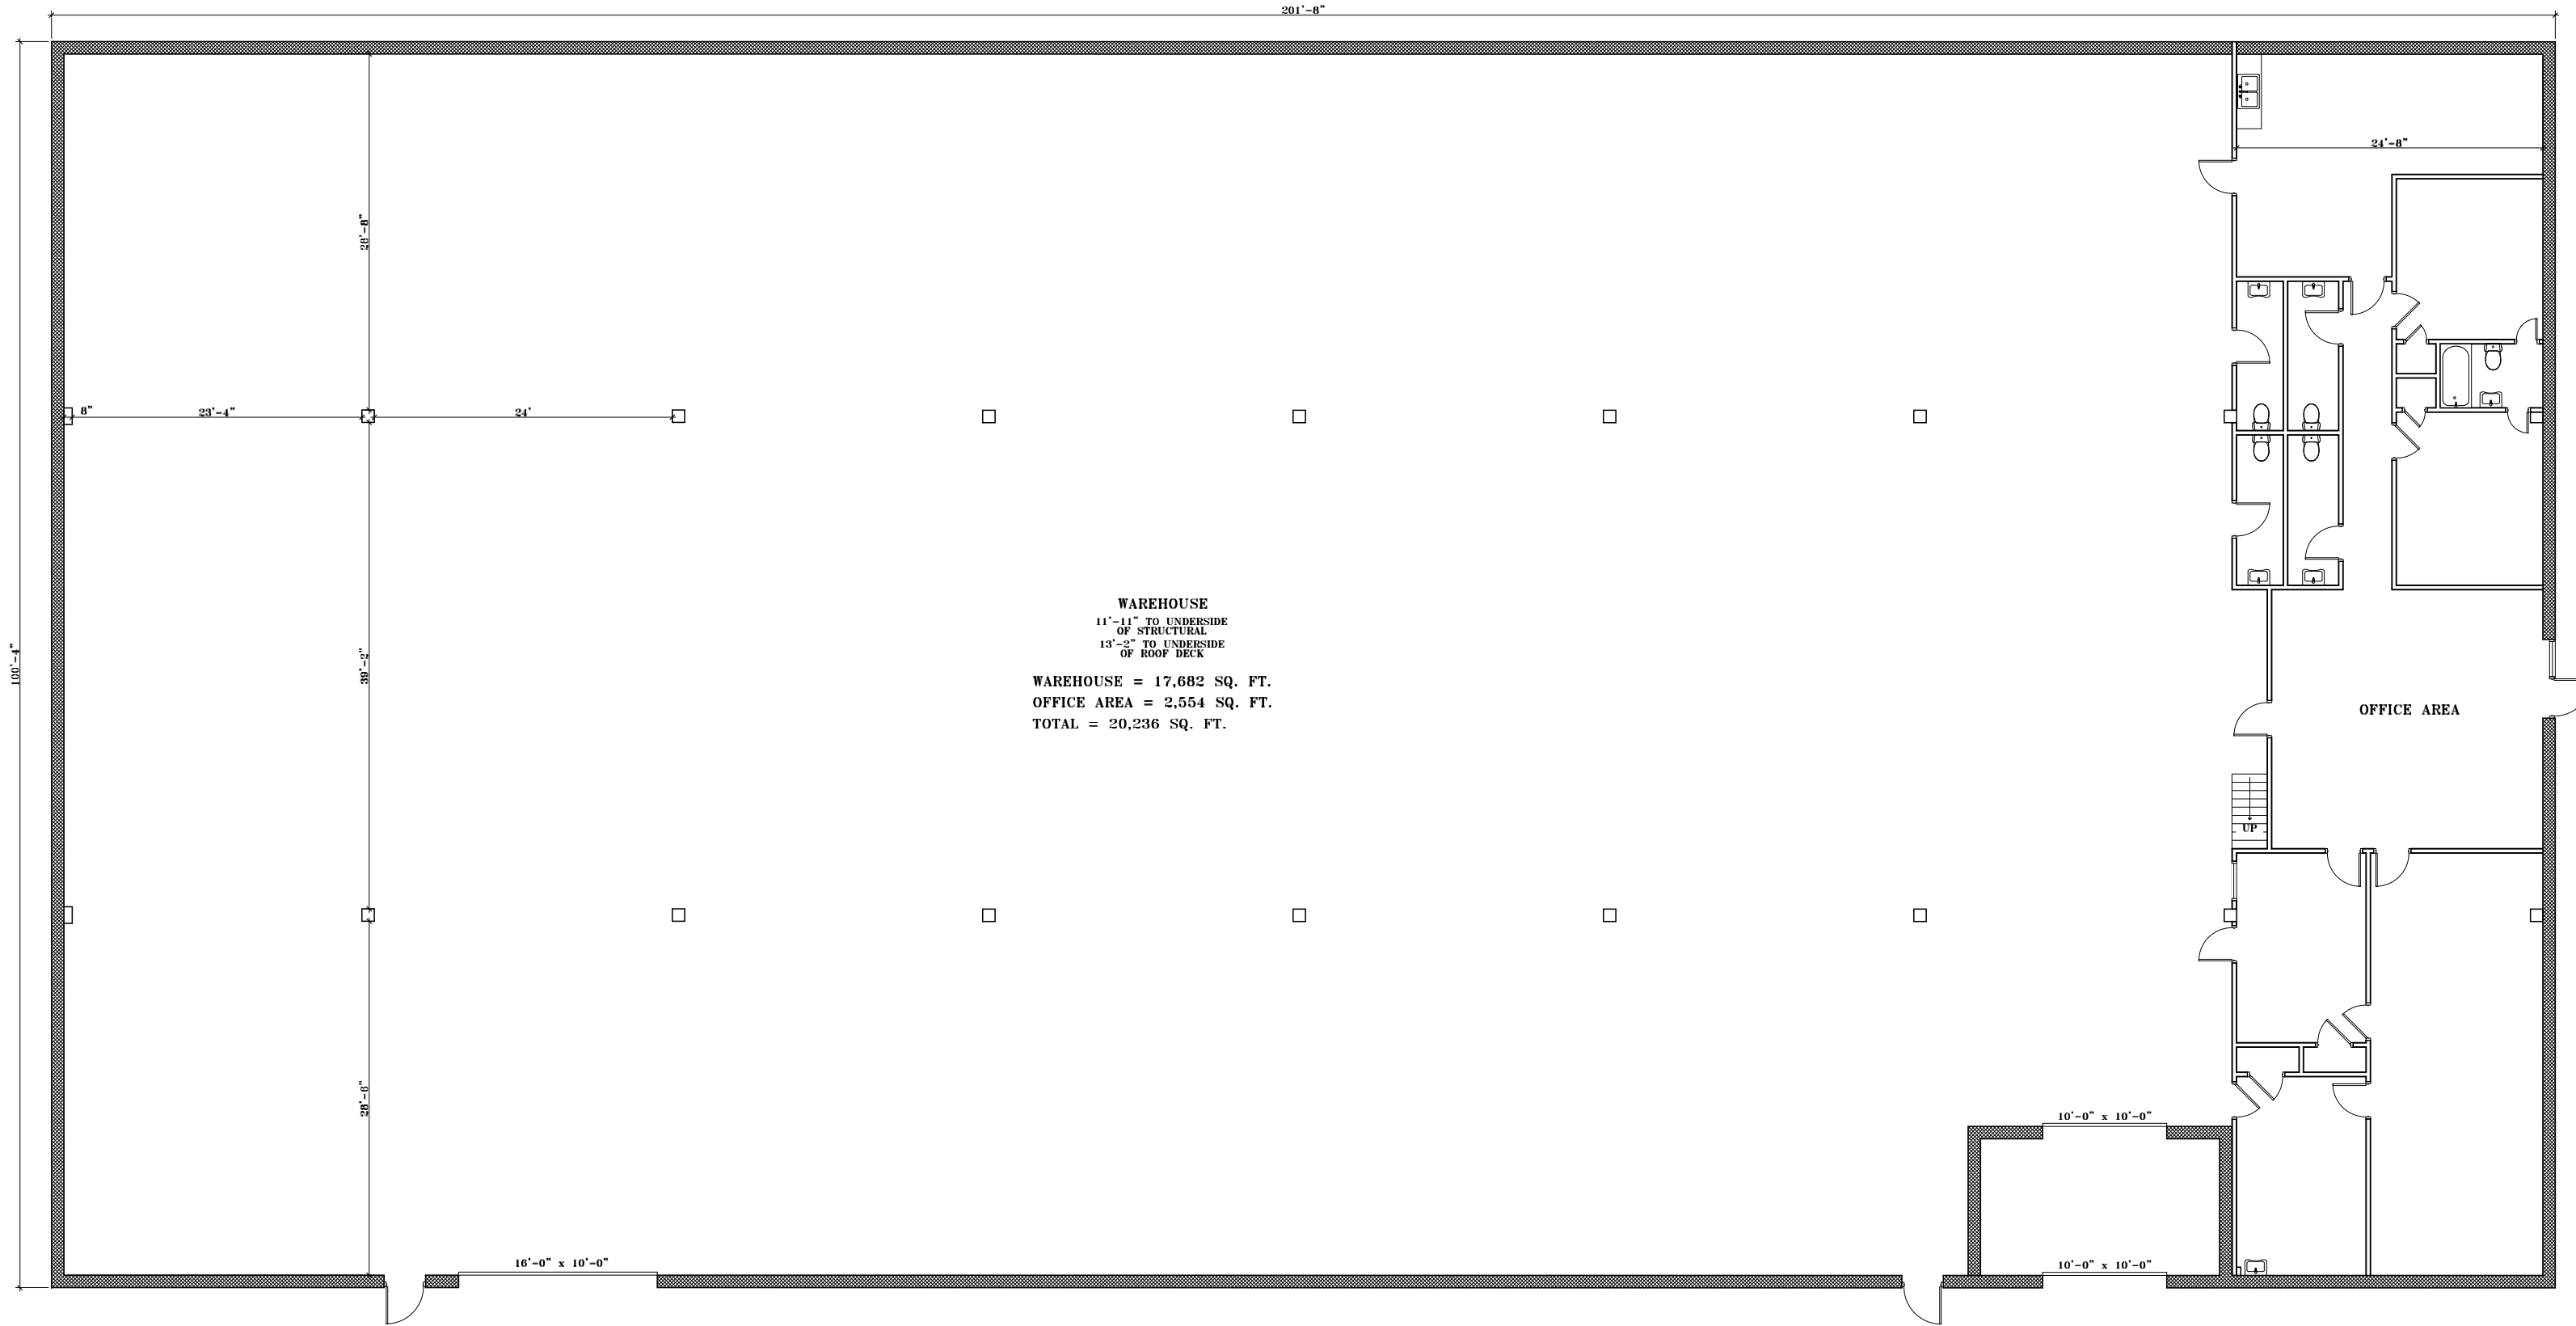 201'-8"
24'-8"
28'-8"
8"
23'-4"
24'
WAREHOUSE
11'-11" TO UNDERSIDE
OF STRUCTURAL
13'-2" TO UNDERSIDE
OF ROOF DECK
100'-4"
39'-2"
WAREHOUSE = 17,682 SQ. FT.
OFFICE AREA = 2,554 SQ. FT.
TOTAL = 20,236 SQ. FT.
OFFICE AREA
UP
28'-6"
10'-0" x 10'-0"
16'-0" x 10'-0"
10'-0" x 10'-0"